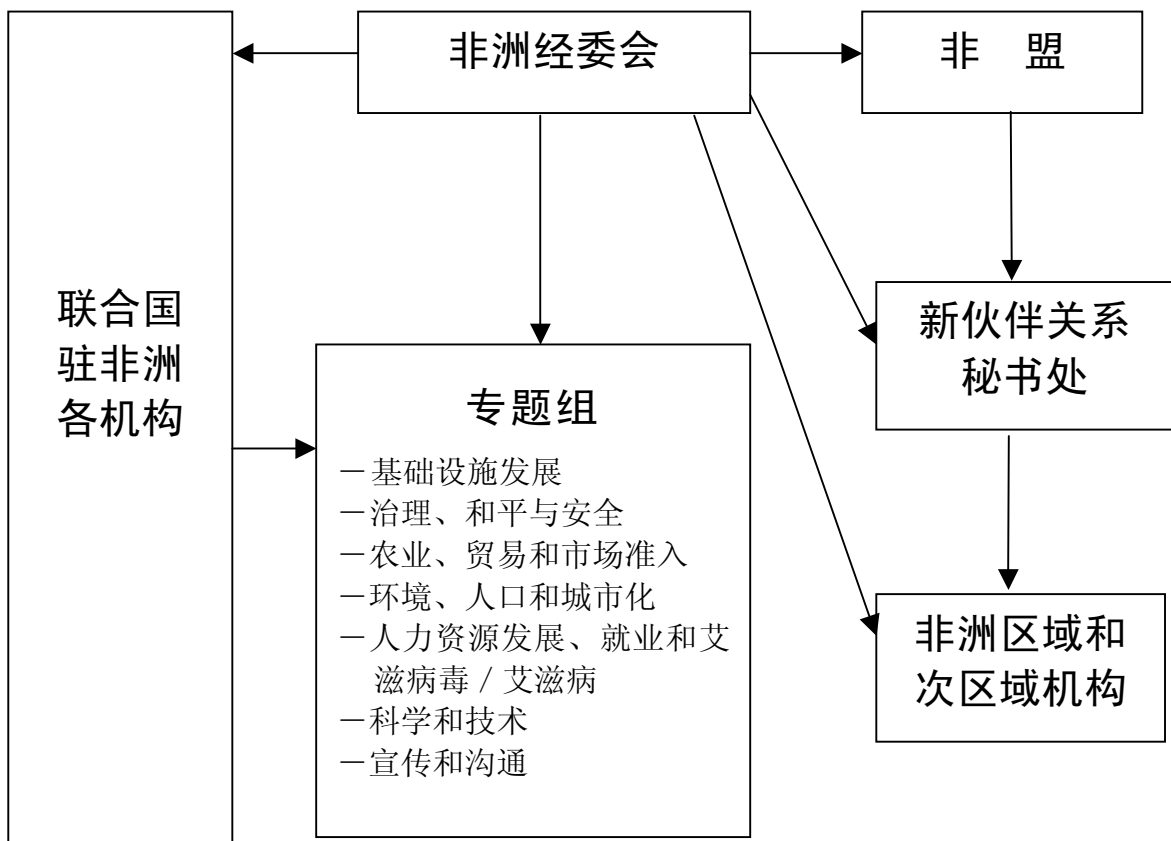 非洲经委会
非　盟
联合国
驻非洲
各机构
新伙伴关系
秘书处
专题组
－基础设施发展
－治理、和平与安全
－农业、贸易和市场准入
－环境、人口和城市化
－人力资源发展、就业和艾
滋病毒／艾滋病
－科学和技术
－宣传和沟通
非洲区域和
次区域机构